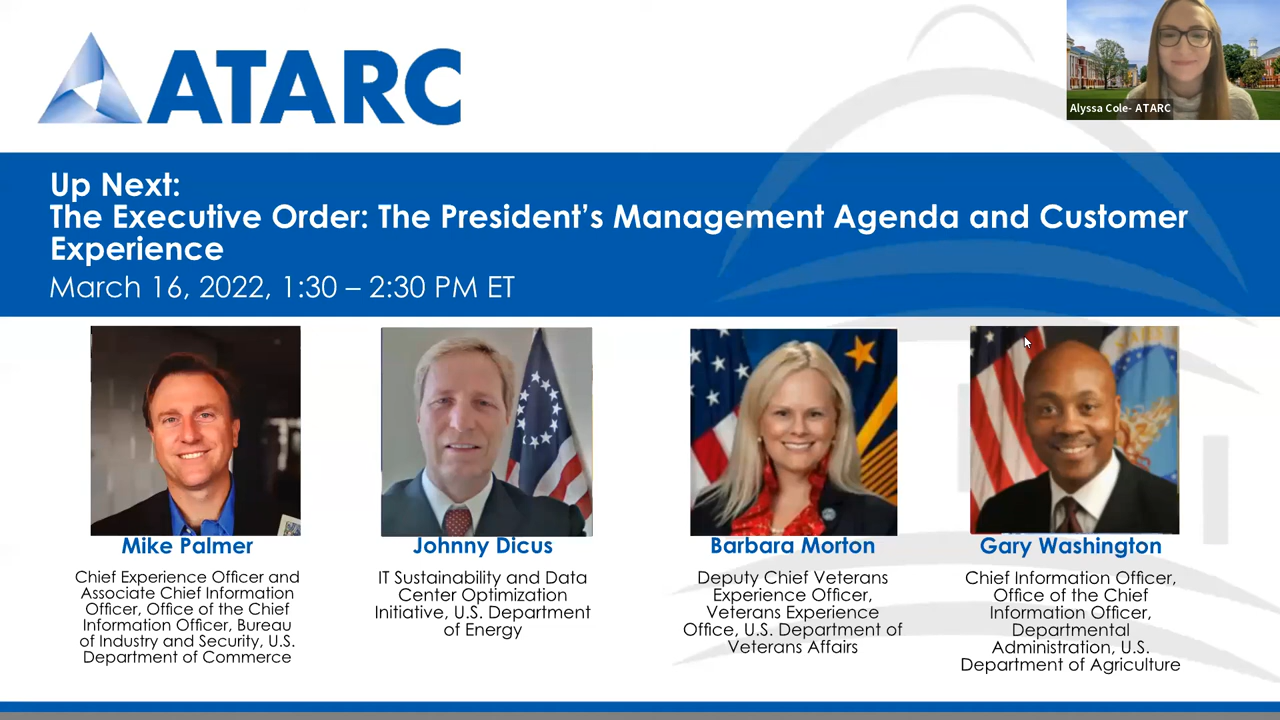 ATARC
Alyssa Cole- ATARC
Up Next:
The Executive Order: The President's Management Agenda and Customer
Experience
March 16, 2022, 1:30 – 2:30 PM ET
Mike Palmer
Chief Experience Officer and
Associate Chief Information
Officer, Office of the Chief
Information Officer, Bureau
of Industry and Security, U.S.
Department of Commerce
Johnny Dicus
IT Sustainability and Data
Center Optimization
Initiative, U.S. Department
of Energy
Barbara Morton
Deputy Chief Veterans
Experience Officer,
Veterans Experience
Office, U.S. Department of
Veterans Affairs
Gary Washington
Chief Information Officer,
Office of the Chief
Information Officer,
Departmental
Administration, U.S.
Department of Agriculture